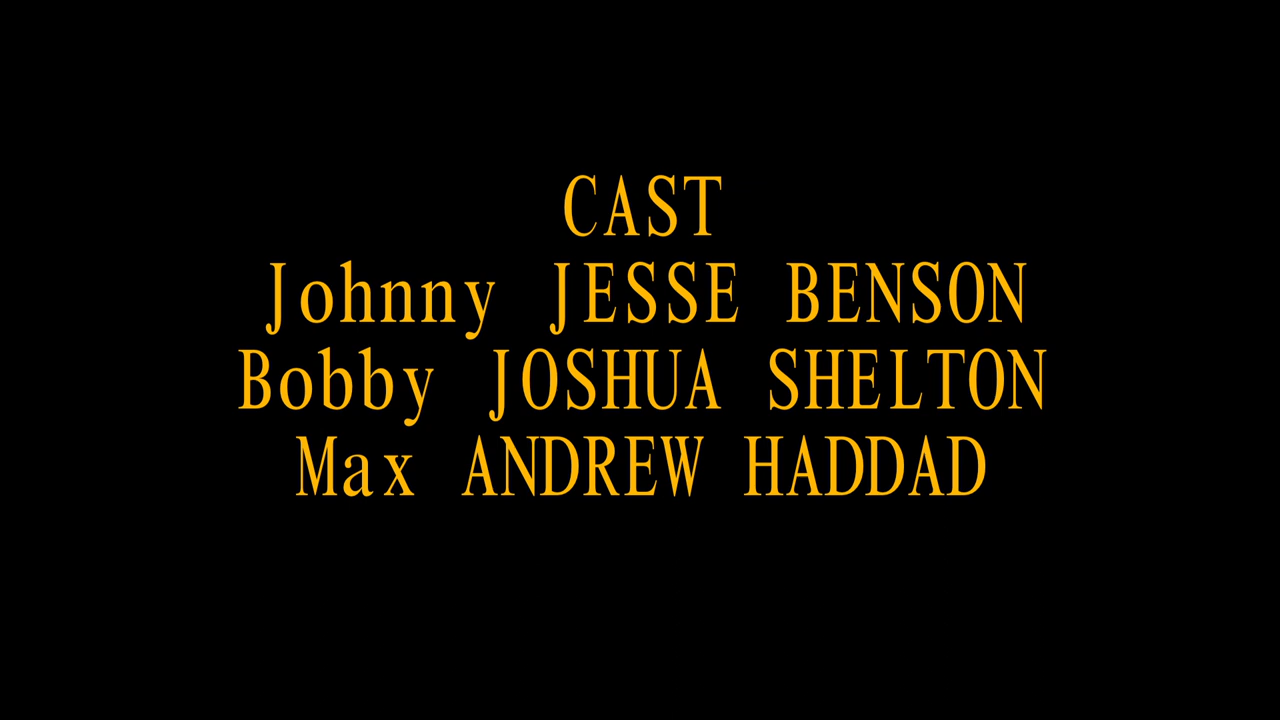 CAST
Johnny JESSE BENSON
Bobby JOSHUA SHELTON
Max ANDREW HADDAD